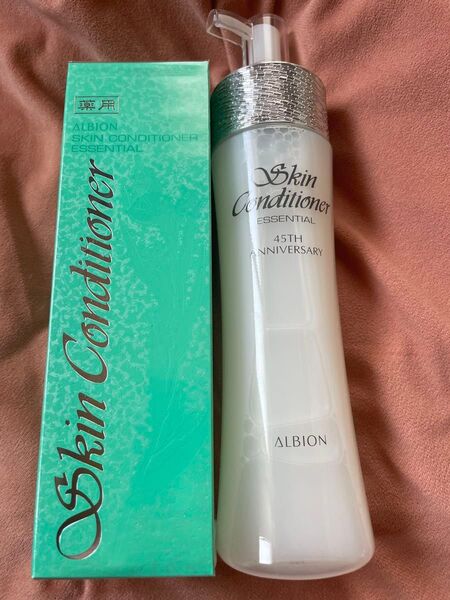 薬用
ALBION
SKIN CONDITIONER
ESSENTIAL
Skin Conditioner
Skin
Conditioner
ESSENTIAL
45TH
ANNIVERSARY
ALBION